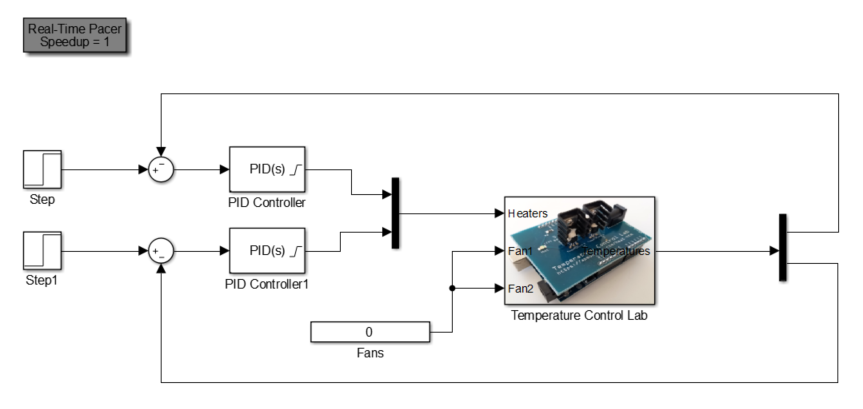 Real-Time Pacer
Speedup = 1
+
−
PID(s)
Step
PID Controller
Heaters
+
−
PID(s)
Fan1
Temperatures
Step1
PID Controller1
Fan2
0
Temperature Control Lab
Fans